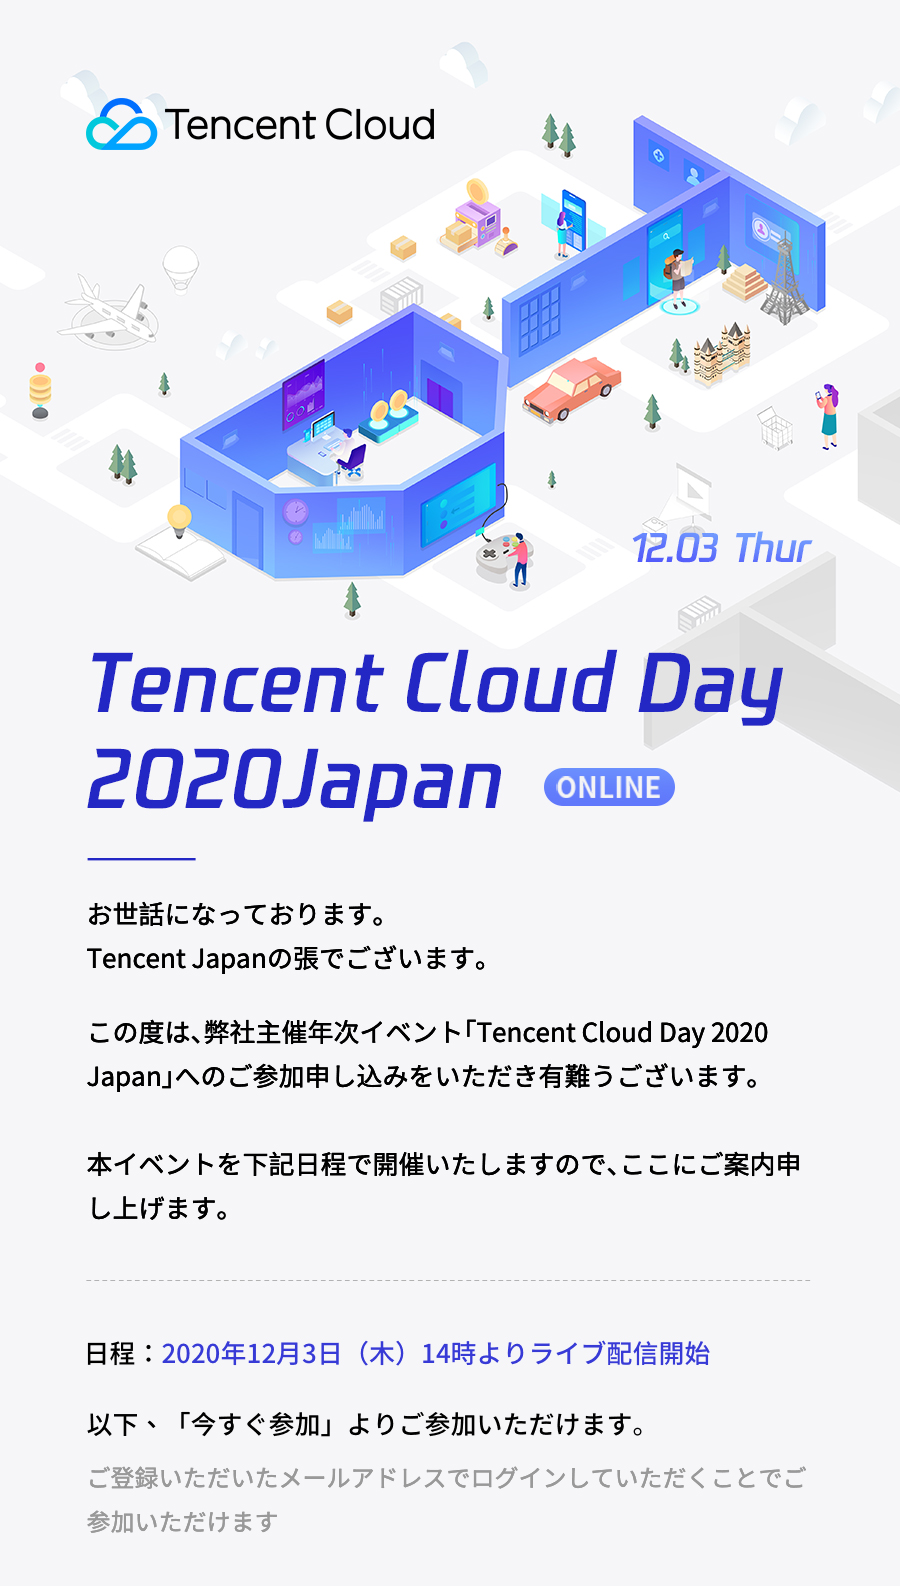 Tencent Cloud
12.03 Thur
Tencent Cloud Day
2020Japan ONLINE
お世話になっております。
Tencent Japanの張でございます。
この度は、弊社主催年次イベント「Tencent Cloud Day 2020
Japan」へのご参加申し込みをいただき有難うございます。
本イベントを下記日程で開催いたしますので、ここにご案内申
し上げます。
日程：2020年12月3日（木）14時よりライブ配信開始
以下、「今すぐ参加」よりご参加いただけます。
ご登録いただいたメールアドレスでログインしていただくことでご
参加いただけます